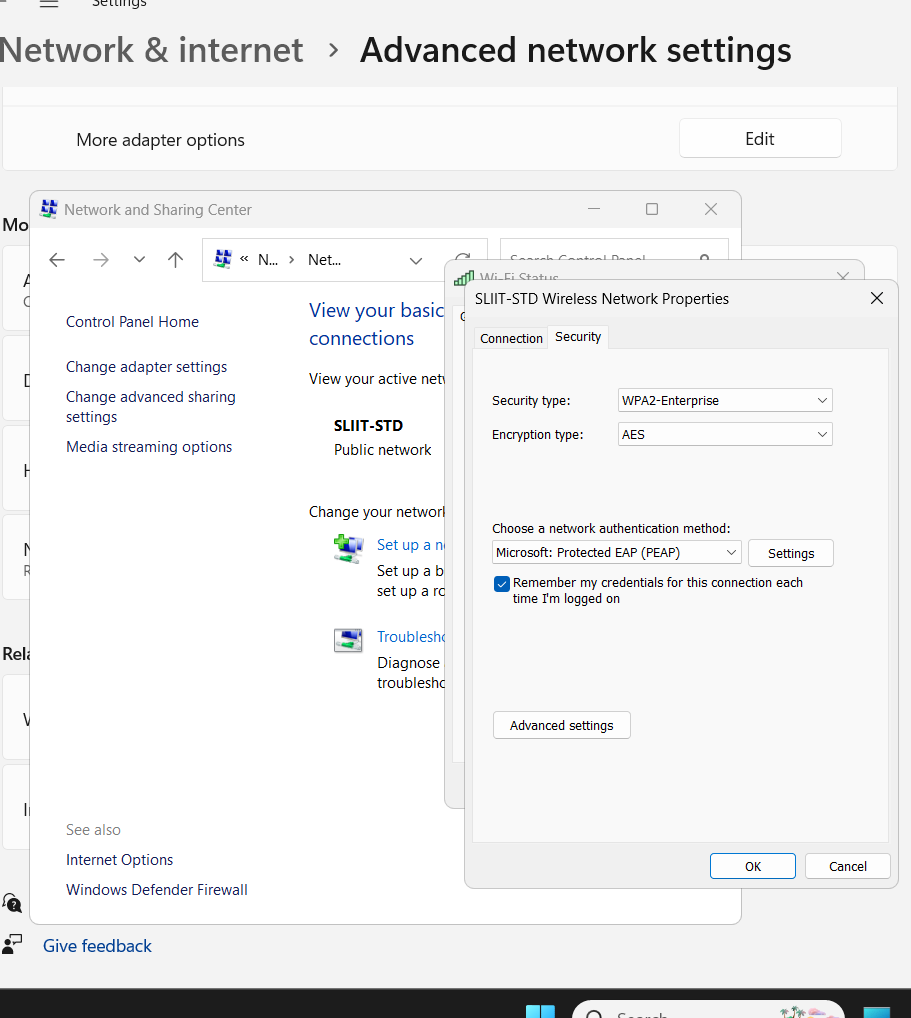 Settings
Network & internet > Advanced network settings
More adapter options
Edit
Mo
Network and Sharing Center
« N... > Net...
Search Control Panel
Wi-Fi Status
SLIIT-STD Wireless Network Properties
Connection
Security
Control Panel Home
Change adapter settings
Change advanced sharing
settings
Media streaming options
View your basic
connections
View your active netw
SLIIT-STD
Public network
Change your network
Set up a ne
Set up a b
set up a ro
Troublesho
Diagnose
troublesho
See also
Internet Options
Windows Defender Firewall
Security type:
WPA2-Enterprise
Encryption type:
AES
Choose a network authentication method:
Microsoft: Protected EAP (PEAP)
Settings
Remember my credentials for this connection each
time I'm logged on
Advanced settings
OK
Cancel
Rela
Give feedback
Search